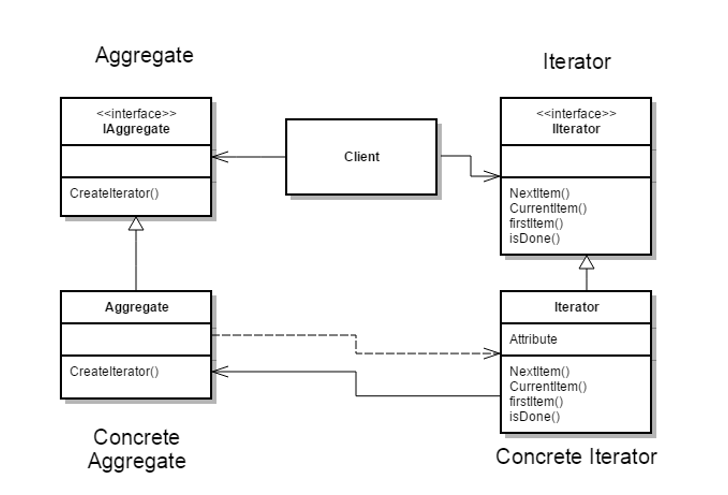 Aggregate
Iterator
<<interface>>
IAggregate
CreateIterator()
Client
<<interface>>
IIterator
NextItem()
CurrentItem()
firstItem()
isDone()
Aggregate
CreateIterator()
Iterator
Attribute
NextItem()
CurrentItem()
firstItem()
isDone()
Concrete
Aggregate
Concrete Iterator